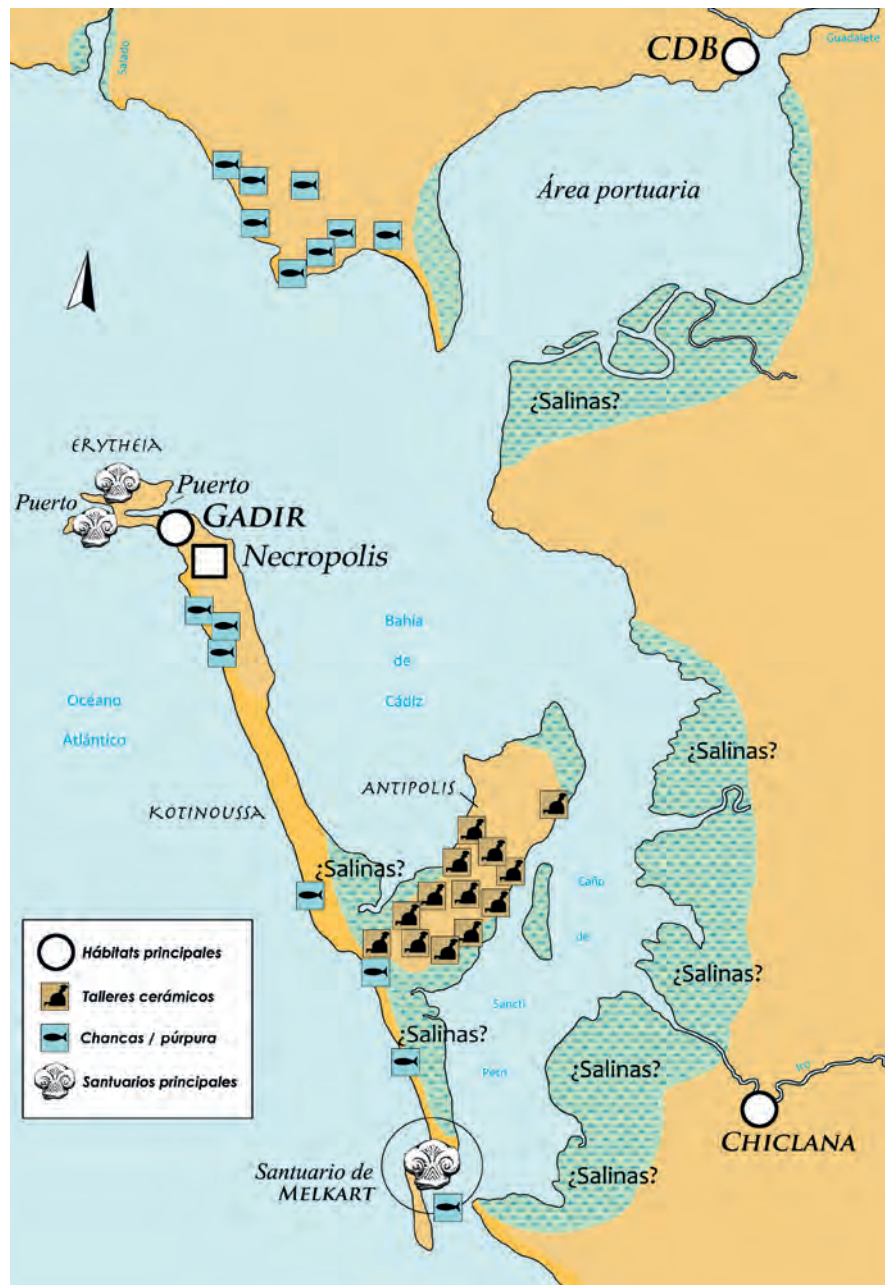 CDB
Guadalete
Salado
Área portuaria
¿Salinas?
ERYTHEIA
Puerto
Puerto
GADIR
Necropolis
Bahía
de
Cádiz
Océano
Atlántico
¿Salinas?
ANTIPOLIS
KOTINOUSSA
¿Salinas?
Caño
de
Sancti
Petri
¿Salinas?
¿Salinas?
¿Salinas?
Iro
CHICLANA
¿Salinas?
Santuario de
MELKART
Hábitats principales
Talleres cerámicos
Chancas / púrpura
Santuarios principales